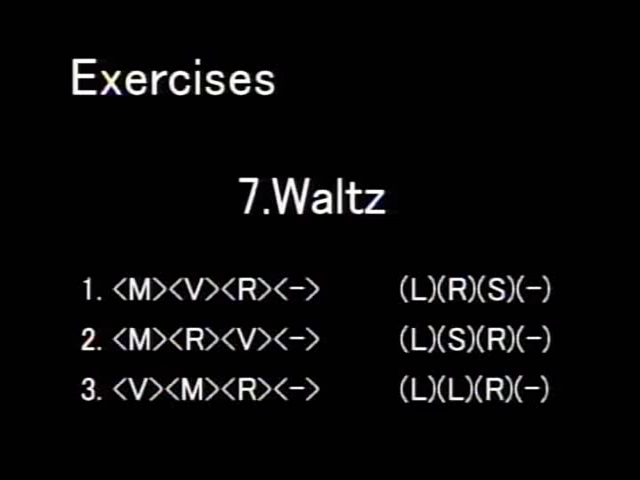 Exercises
7.Waltz
1. <M><V><R><-> (L)(R)(S)(-)
2. <M><R><V><-> (L)(S)(R)(-)
3. <V><M><R><-> (L)(L)(R)(-)